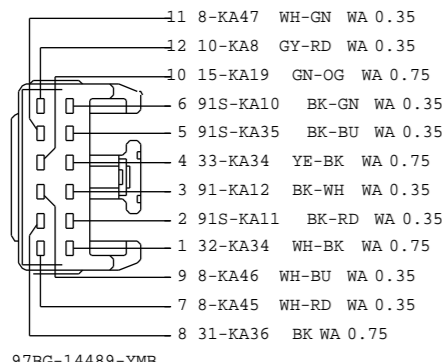 11 8-KA47 WH-GN WA 0.35
12 10-KA8 GY-RD WA 0.35
10 15-KA19 GN-OG WA 0.75
6 91S-KA10 BK-GN WA 0.35
5 91S-KA35 BK-BU WA 0.35
4 33-KA34 YE-BK WA 0.75
3 91-KA12 BK-WH WA 0.35
2 91S-KA11 BK-RD WA 0.35
1 32-KA34 WH-BK WA 0.75
9 8-KA46 WH-BU WA 0.35
7 8-KA45 WH-RD WA 0.35
8 31-KA36 BK WA 0.75
97BG-14489-YMB